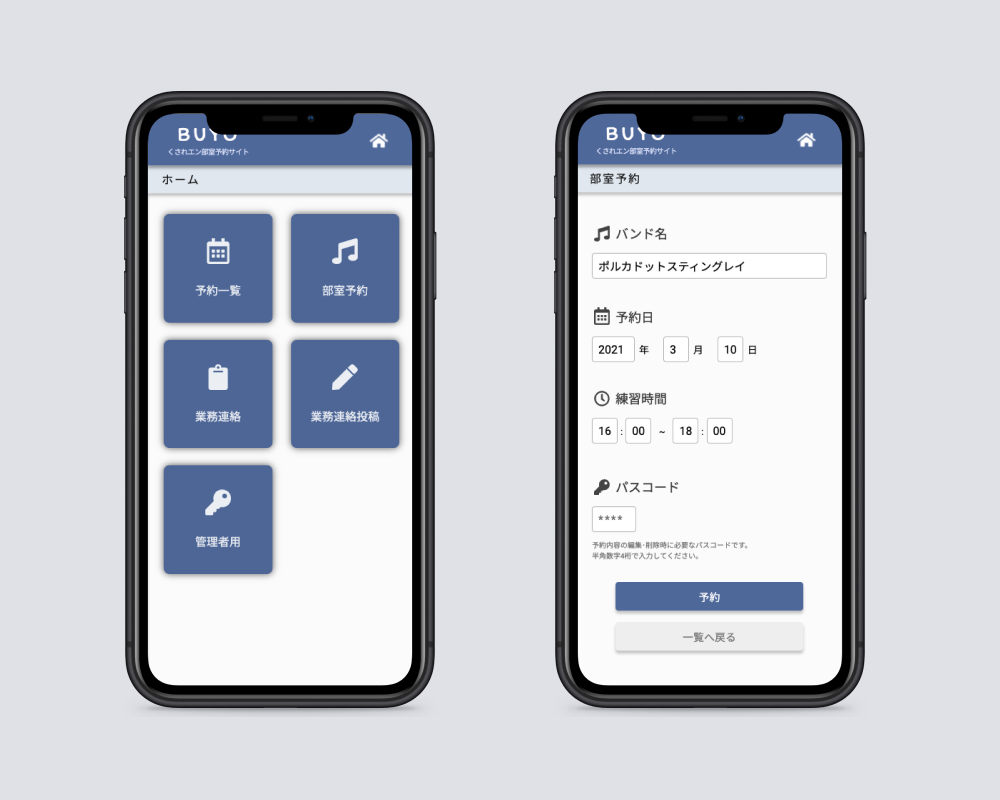 BUYO
くされエン部室予約サイト
ホーム
予約一覧
部室予約
業務連絡
業務連絡投稿
管理者用
BUYO
くされエン部室予約サイト
部室予約
バンド名
ポルカドットスティングレイ
予約日
2021 年 3 月 10 日
練習時間
16 : 00 ~ 18 : 00
パスコード
****
予約内容の編集・削除時に必要なパスコードです。
半角数字4桁で入力してください。
予約
一覧へ戻る